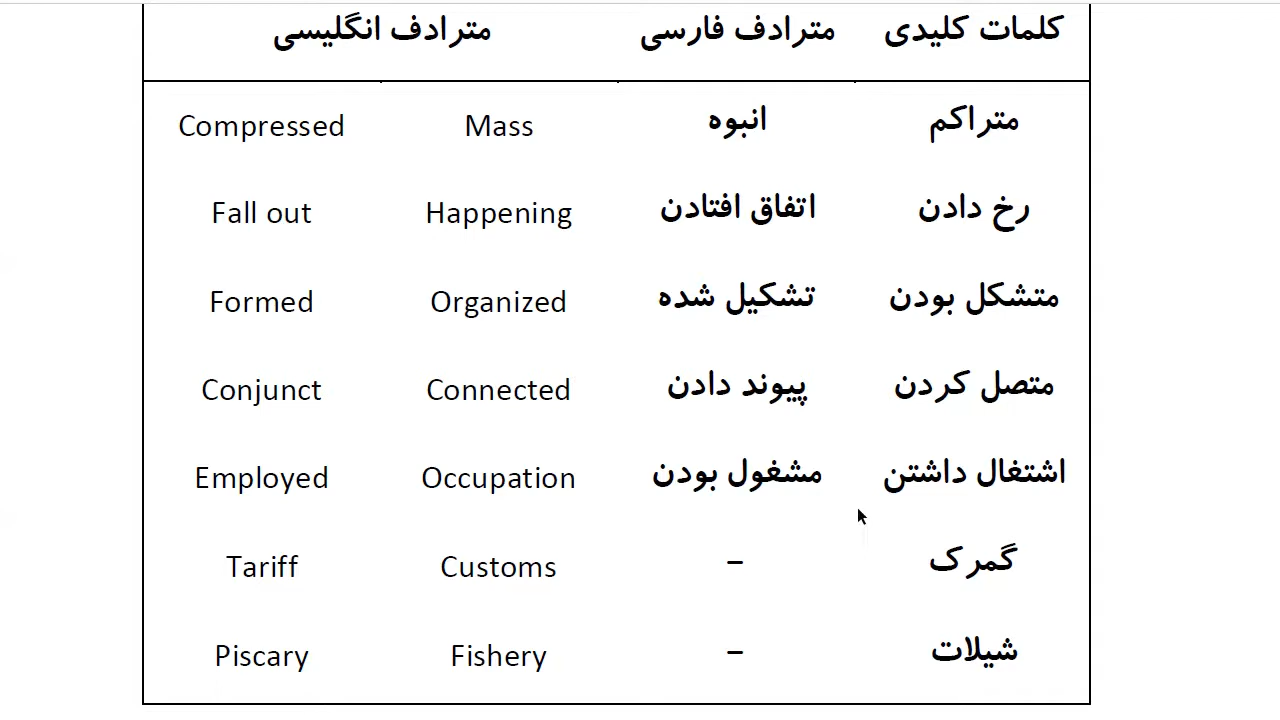 کلمات کلیدی مترادف فارسی مترادف انگلیسی
متراکم انبوه Mass Compressed
رخ دادن اتفاق افتادن Happening Fall out
متشکل بودن تشکیل شده Organized Formed
متصل کردن پیوند دادن Connected Conjunct
اشتغال داشتن مشغول بودن Occupation Employed
گمرک – Customs Tariff
شیلات – Fishery Piscary